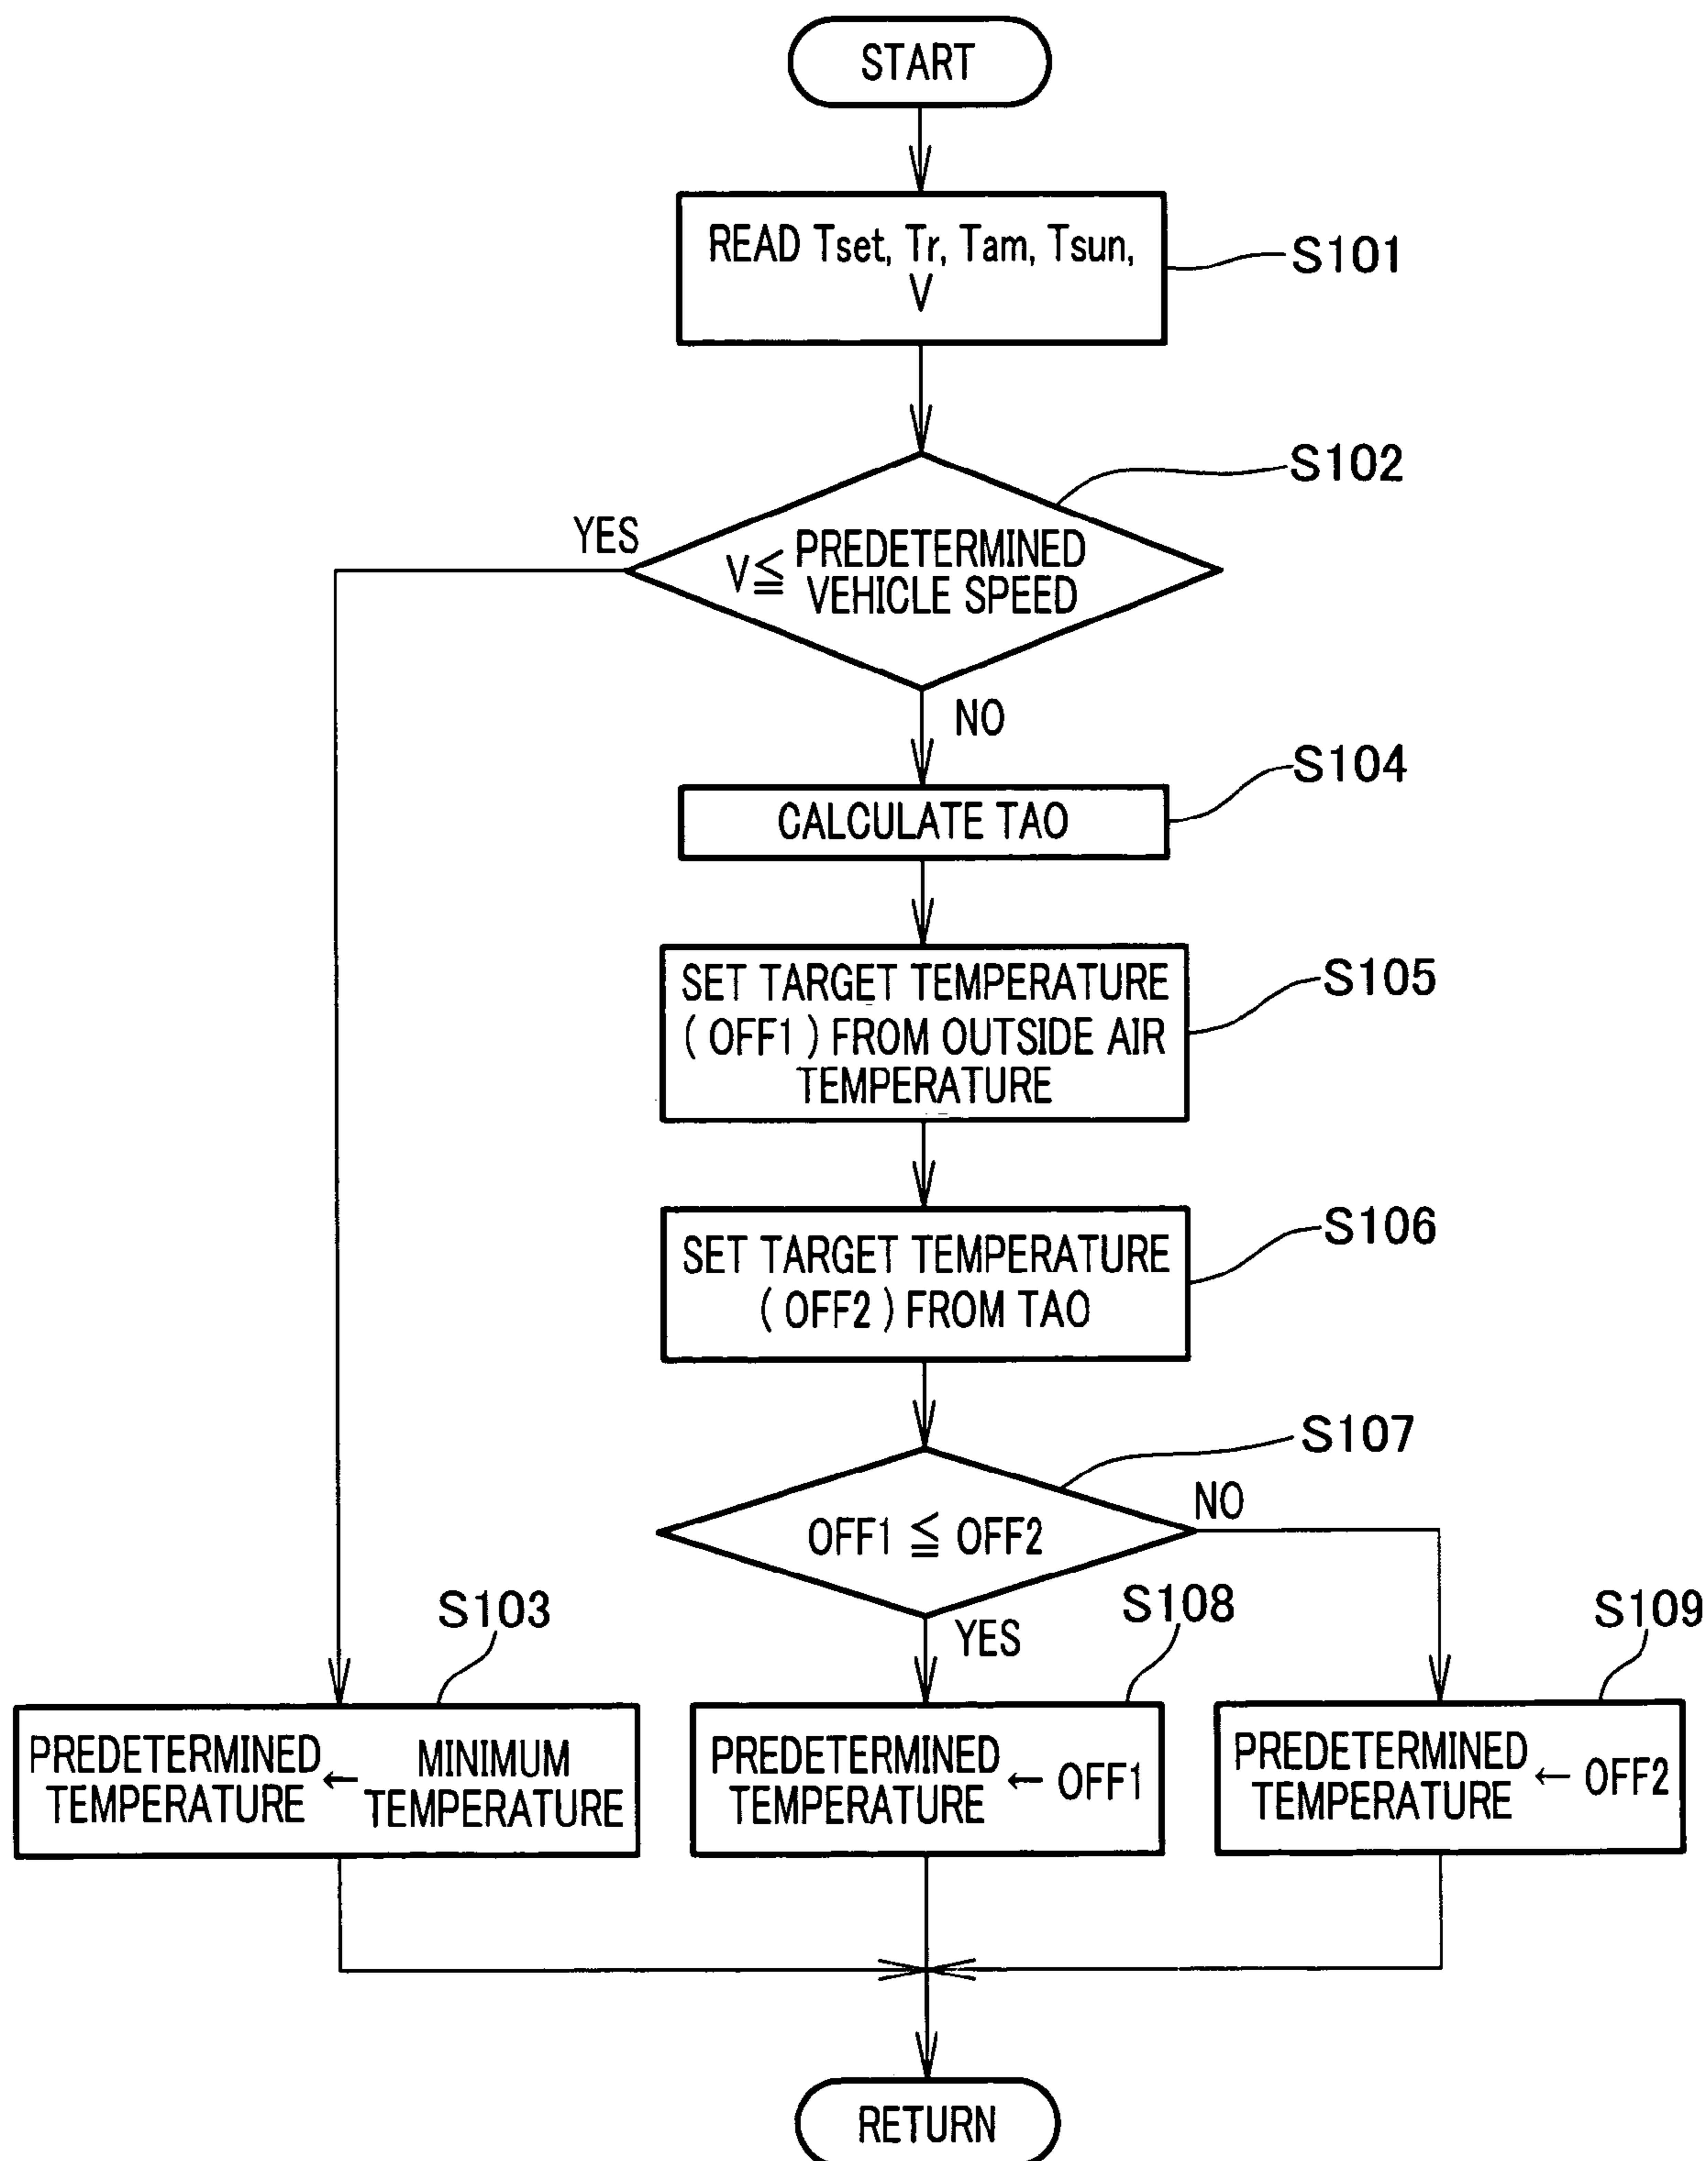 START
READ Tset, Tr, Tam, Tsun,
V
S101
S102
YES
V≦ PREDETERMINED
VEHICLE SPEED
NO
S104
CALCULATE TAO
SET TARGET TEMPERATURE
(OFF1) FROM OUTSIDE AIR
TEMPERATURE
S105
SET TARGET TEMPERATURE
(OFF2) FROM TAO
S106
S107
OFF1 ≦ OFF2
NO
YES
S103
PREDETERMINED
TEMPERATURE
←
MINIMUM
TEMPERATURE
S108
PREDETERMINED
TEMPERATURE
← OFF1
S109
PREDETERMINED
TEMPERATURE
← OFF2
RETURN